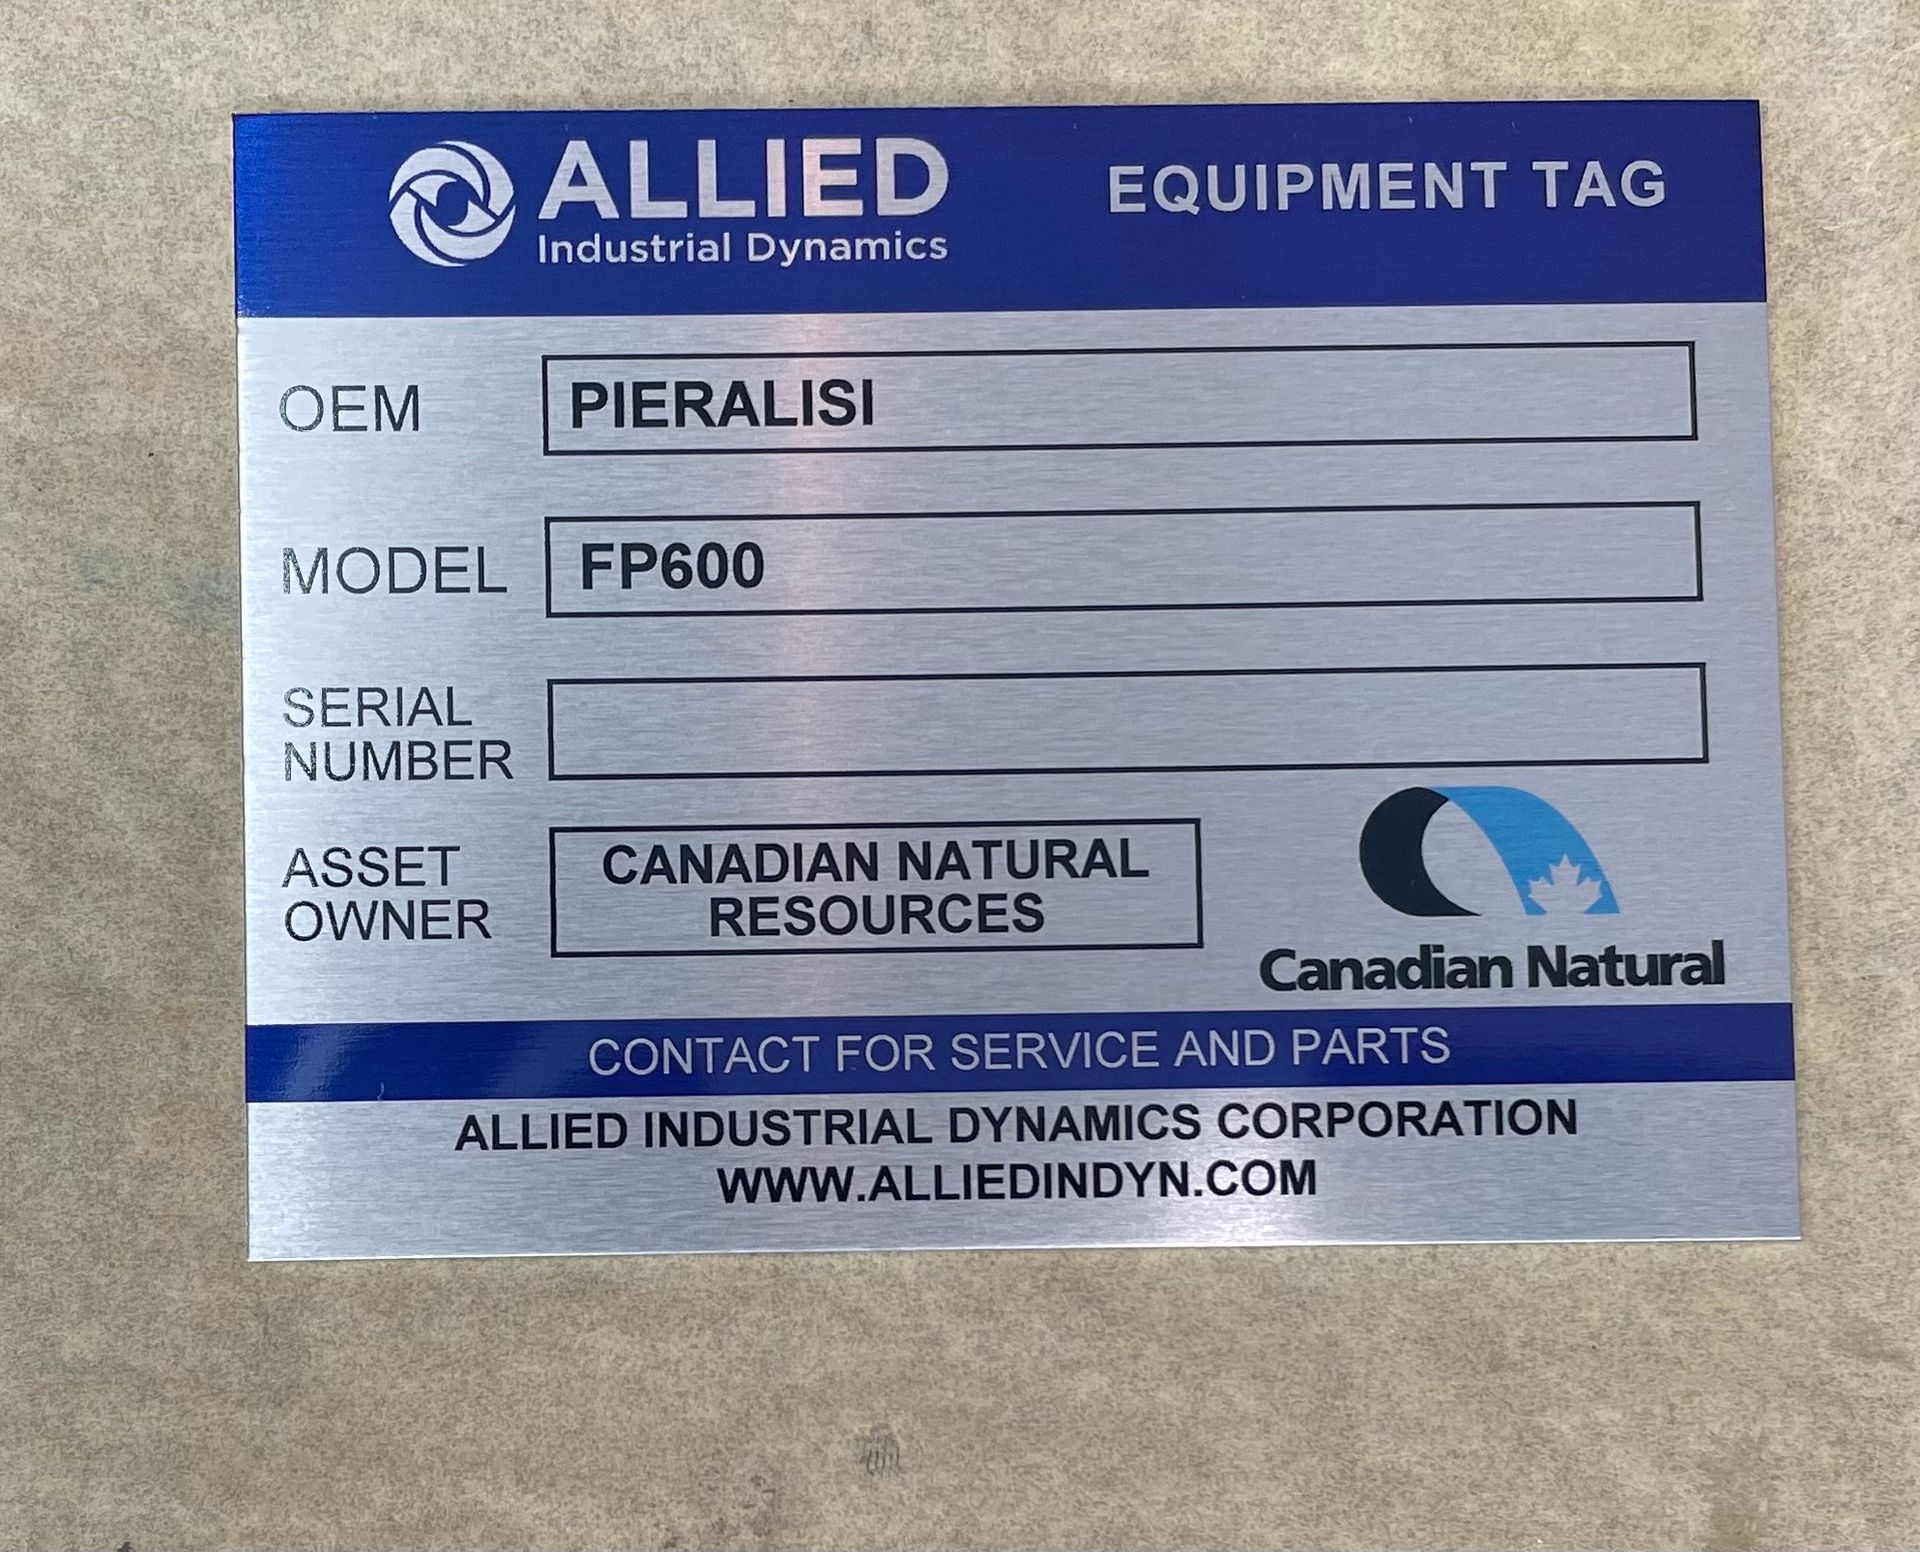 ALLIED
Industrial Dynamics
EQUIPMENT TAG
OEM
PIERALISI
MODEL
FP600
SERIAL
NUMBER
ASSET
OWNER
CANADIAN NATURAL
RESOURCES
Canadian Natural
CONTACT FOR SERVICE AND PARTS
ALLIED INDUSTRIAL DYNAMICS CORPORATION
WWW.ALLIEDINDYN.COM